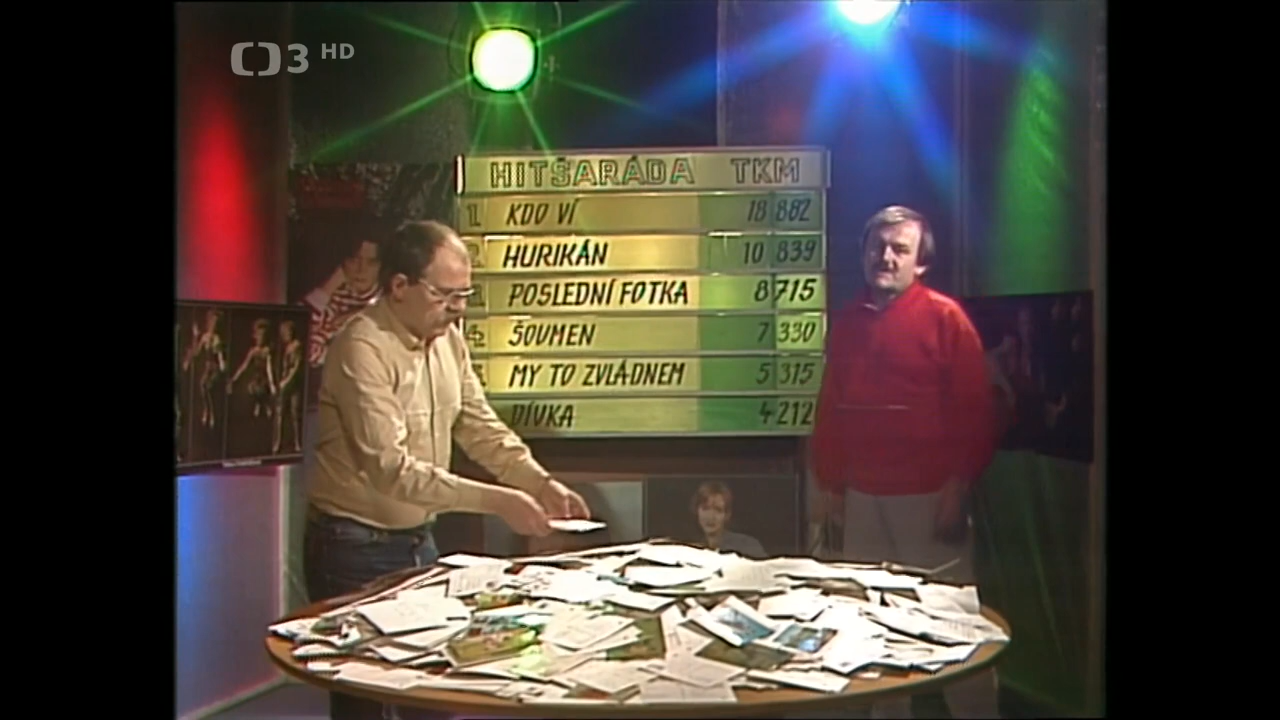 3 HD
HITŠARÁDA TKM
1. KDO VÍ 18 882
2. HURIKÁN 10 839
3. POSLEDNÍ FOTKA 8 715
4. ŠOUMEN 7 330
5. MY TO ZVLÁDNEM 5 315
DÍVKA 4 212